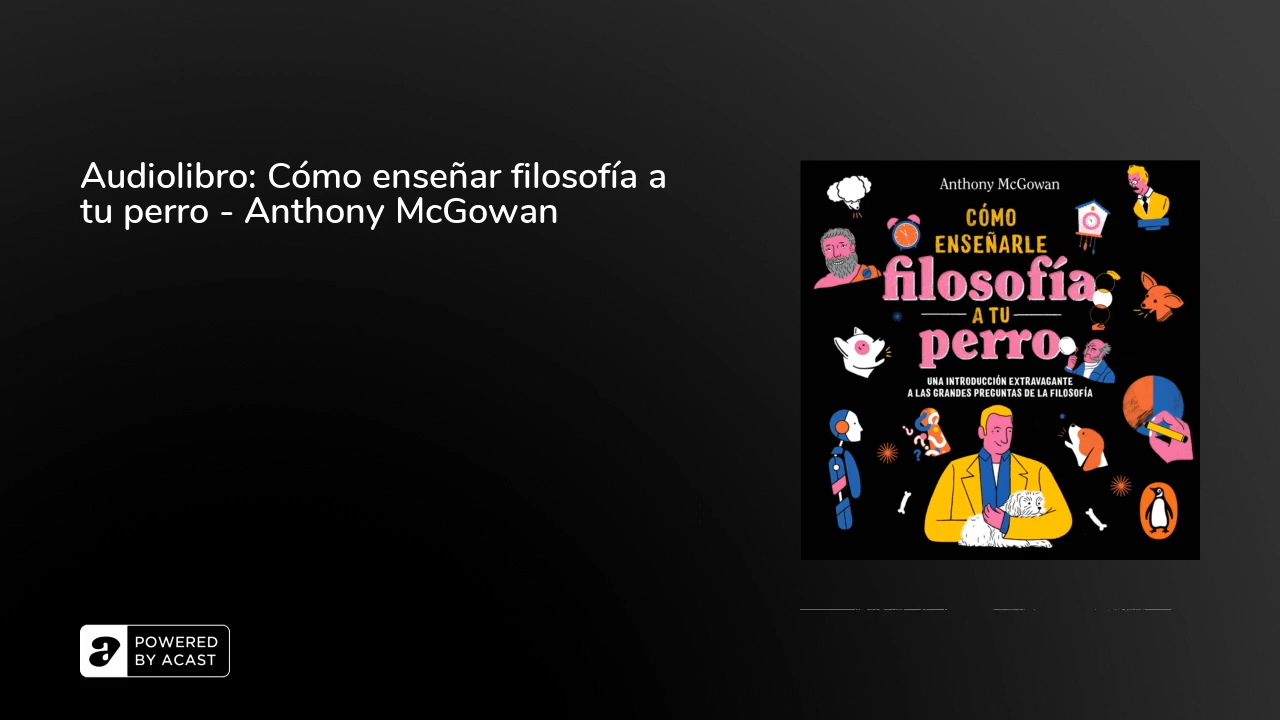 Audiolibro: Cómo enseñar filosofía a
tu perro - Anthony McGowan
Anthony McGowan
CÓMO
ENSEÑARLE
filosofía
A TU
perro
UNA INTRODUCCIÓN EXTRAVAGANTE
A LAS GRANDES PREGUNTAS DE LA FILOSOFÍA
a POWERED
BY ACAST